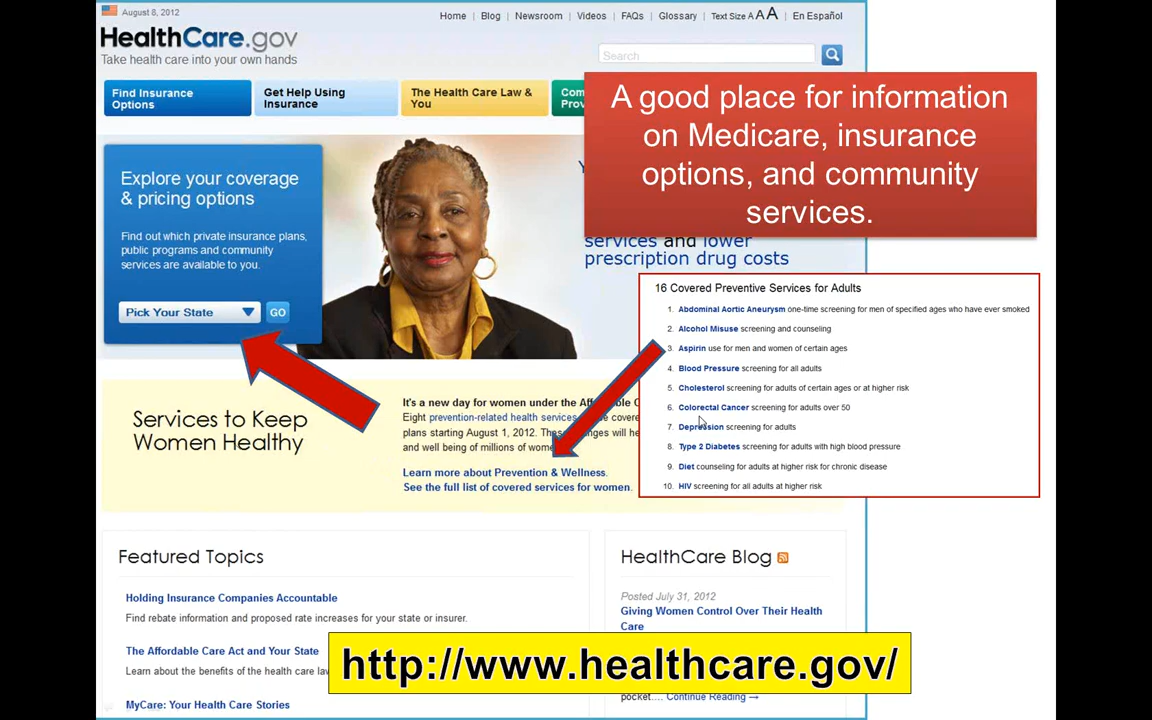 August 8, 2012
Home | Blog | Newsroom | Videos | FAQs | Glossary | Text Size A A A | En Español
HealthCare.gov
Take health care into your own hands
Search
Find Insurance
Options
Get Help Using
Insurance
The Health Care Law &
You
A good place for information
on Medicare, insurance
options, and community
services.
Explore your coverage
& pricing options
Find out which private insurance plans,
public programs and community
services are available to you.
Pick Your State
GO
services and lower
prescription drug costs
16 Covered Preventive Services for Adults
1. Abdominal Aortic Aneurysm one-time screening for men of specified ages who have ever smoked
2. Alcohol Misuse screening and counseling
3. Aspirin use for men and women of certain ages
4. Blood Pressure screening for all adults
5. Cholesterol screening for adults of certain ages or at higher risk
6. Colorectal Cancer screening for adults over 50
7. Depression screening for adults
8. Type 2 Diabetes screening for adults with high blood pressure
9. Diet counseling for adults at higher risk for chronic disease
10. HIV screening for all adults at higher risk
Services to Keep
Women Healthy
It's a new day for women under the
Eight prevention-related health services
plans starting August 1, 2012. will
and well being of millions of
Learn more about Prevention & Wellness.
See the full list of covered services for women.
Featured Topics
Holding Insurance Companies Accountable
Find rebate information and proposed rate increases for your state or insurer.
The Affordable Care Act and Your State
Learn about the benefits of the health care
MyCare: Your Health Care Stories
HealthCare Blog
Posted July 31, 2012
Giving Women Control Over Their Health
Care
http://www.healthcare.gov/
pocket.... Continue Reading →